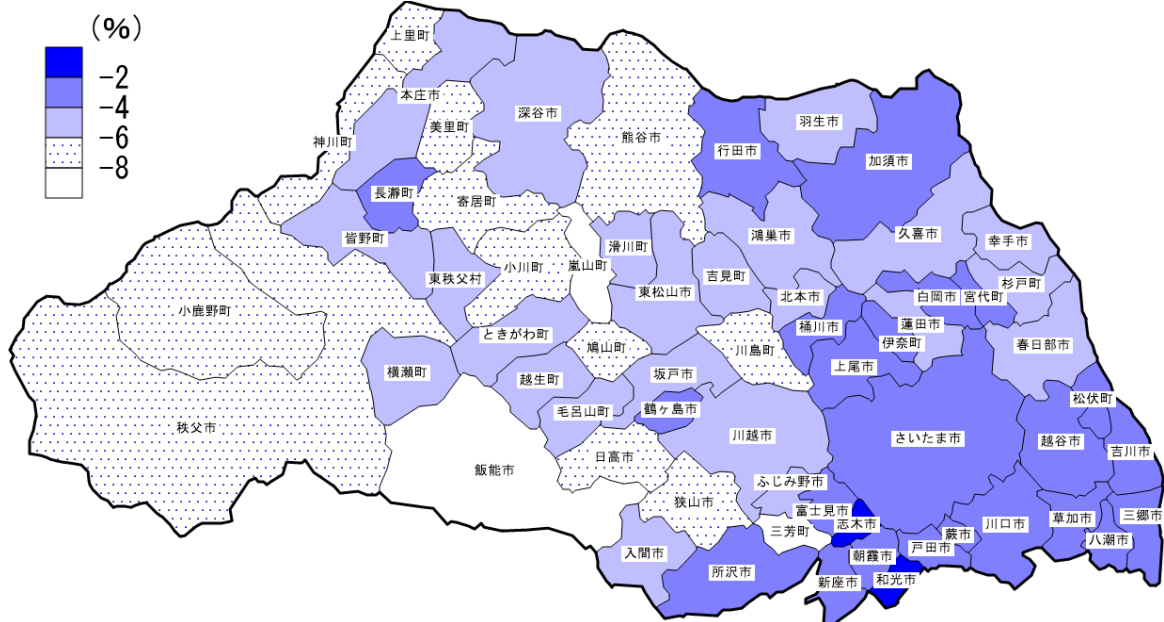 (%)
-2
-4
-6
-8
上里町
本庄市
美里町
神川町
深谷市
熊谷市
行田市
羽生市
加須市
長瀞町
寄居町
皆野町
東秩父村
小川町
嵐山町
滑川町
東松山市
吉見町
鴻巣市
久喜市
幸手市
杉戸町
北本市
白岡市
宮代町
蓮田市
桶川市
伊奈町
春日部市
小鹿野町
ときがわ町
鳩山町
川島町
上尾市
横瀬町
越生町
坂戸市
松伏町
毛呂山町
鶴ヶ島市
秩父市
川越市
さいたま市
越谷市
吉川市
日高市
飯能市
ふじみ野市
狭山市
富士見市
志木市
三芳町
川口市
草加市
三郷市
蕨市
八潮市
戸田市
入間市
朝霞市
所沢市
新座市
和光市